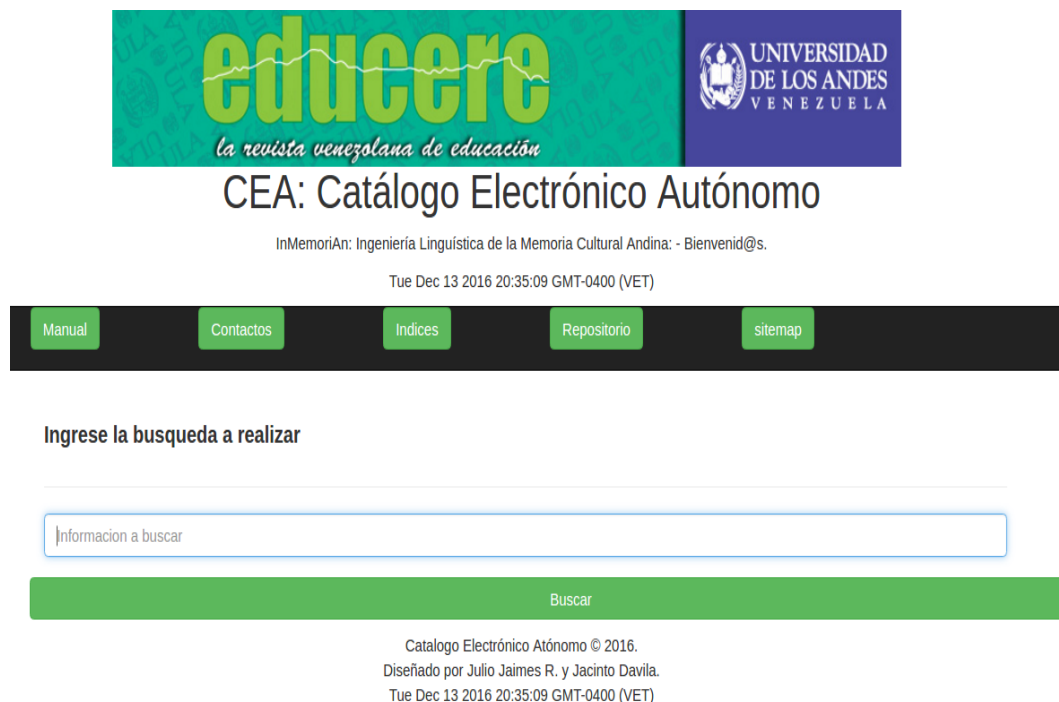 educere
la revista venezolana de educación
UNIVERSIDAD
DE LOS ANDES
VENEZUELA
CEA: Catálogo Electrónico Autónomo
InMemoriAn: Ingeniería Linguística de la Memoria Cultural Andina: - Bienvenid@s.
Tue Dec 13 2016 20:35:09 GMT-0400 (VET)
Manual
Contactos
Indices
Repositorio
sitemap
Ingrese la busqueda a realizar
Informacion a buscar
Buscar
Catalogo Electrónico Atónomo © 2016.
Diseñado por Julio Jaimes R. y Jacinto Davila.
Tue Dec 13 2016 20:35:09 GMT-0400 (VET)